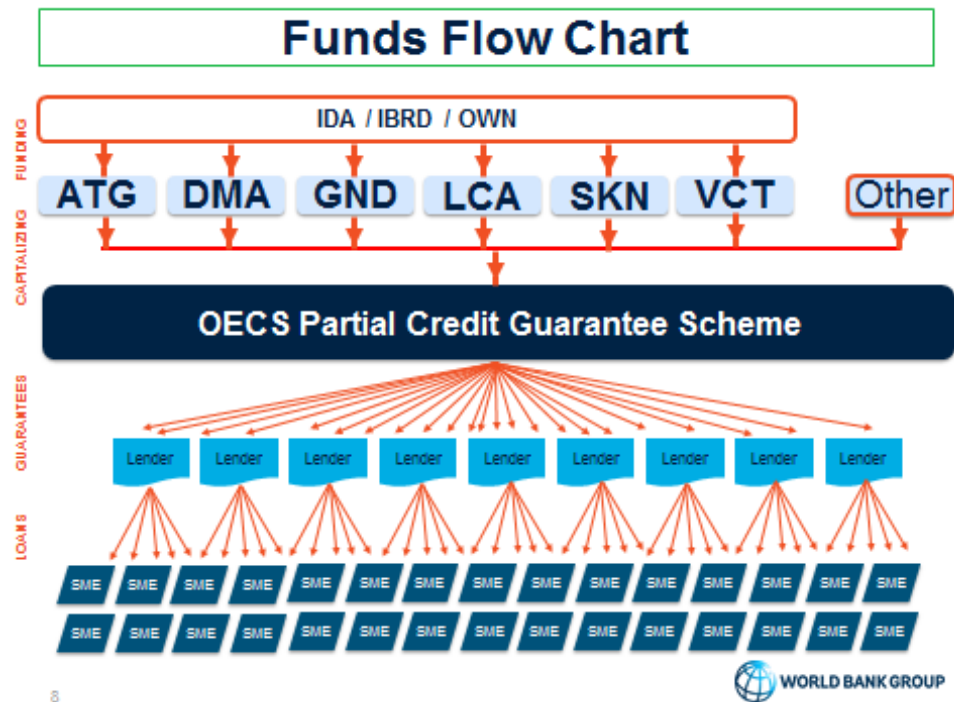 Funds Flow Chart
FUNDING
IDA / IBRD / OWN
ATG DMA GND LCA SKN VCT Other
CAPITALIZING
OECS Partial Credit Guarantee Scheme
GUARANTEES
Lender Lender Lender Lender Lender Lender Lender Lender Lender
LOANS
SME SME SME SME SME SME SME SME SME SME SME SME SME SME SME
SME SME SME SME SME SME SME SME SME SME SME SME SME SME SME
8
WORLD BANK GROUP